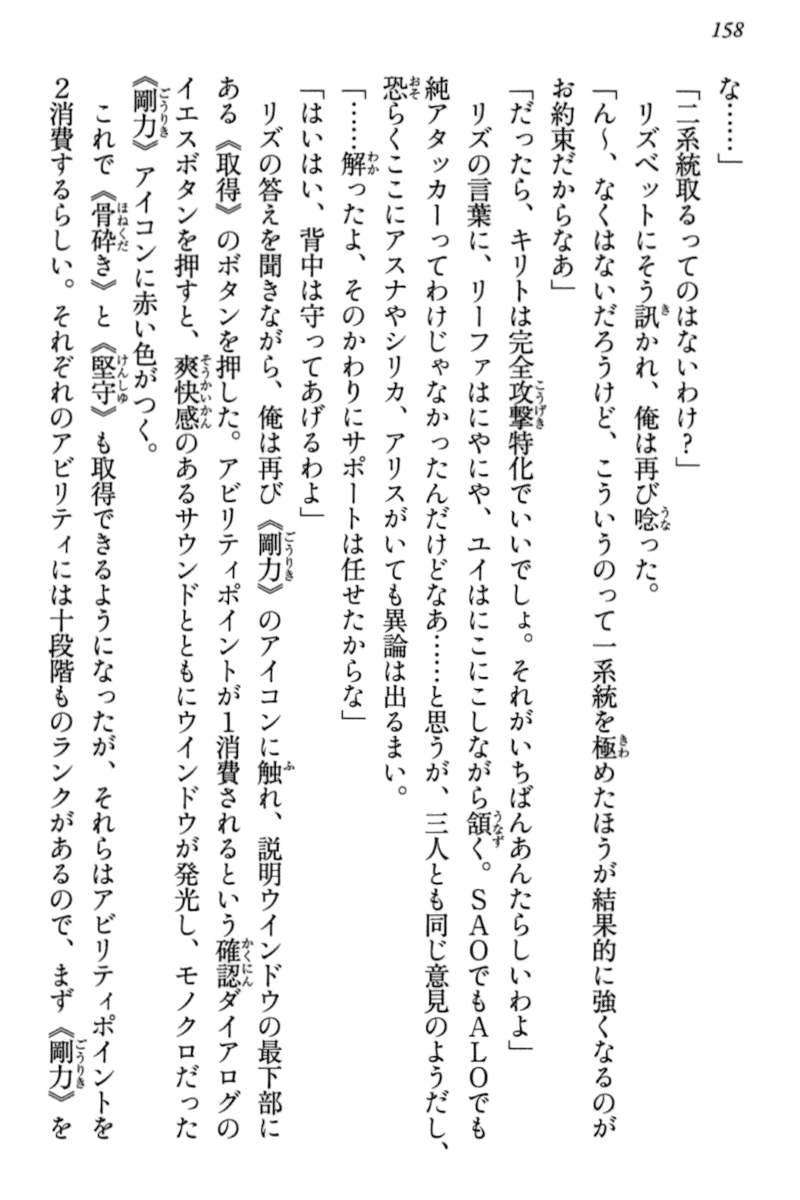 158
な……」
「二系統取るってのはないわけ？」
　リズベットにそう訊かれ、俺は再び唸った。
「ん〜、なくはないだろうけど、こういうのって一系統を極めたほうが結果的に強くなるのが
お約束だからなあ」
「だったら、キリトは完全攻撃特化でいいでしょ。それがいちばんあんたらしいわよ」
　リズの言葉に、リーファはにやにや、ユイはにこにこしながら頷く。ＳＡＯでもＡＬＯでも
純アタッカーってわけじゃなかったんだけどなあ……と思うが、三人とも同じ意見のようだし、
恐らくここにアスナやシリカ、アリスがいても異論は出るまい。
「……解ったよ、そのかわりにサポートは任せたからな」
「はいはい、背中は守ってあげるわよ」
　リズの答えを聞きながら、俺は再び《剛力》のアイコンに触れ、説明ウインドウの最下部に
ある《取得》のボタンを押した。アビリティポイントが１消費されるという確認ダイアログの
イエスボタンを押すと、爽快感のあるサウンドとともにウインドウが発光し、モノクロだった
《剛力》アイコンに赤い色がつく。
　これで《骨砕き》と《堅守》も取得できるようになったが、それらはアビリティポイントを
２消費するらしい。それぞれのアビリティには十段階ものランクがあるので、まず《剛力》を